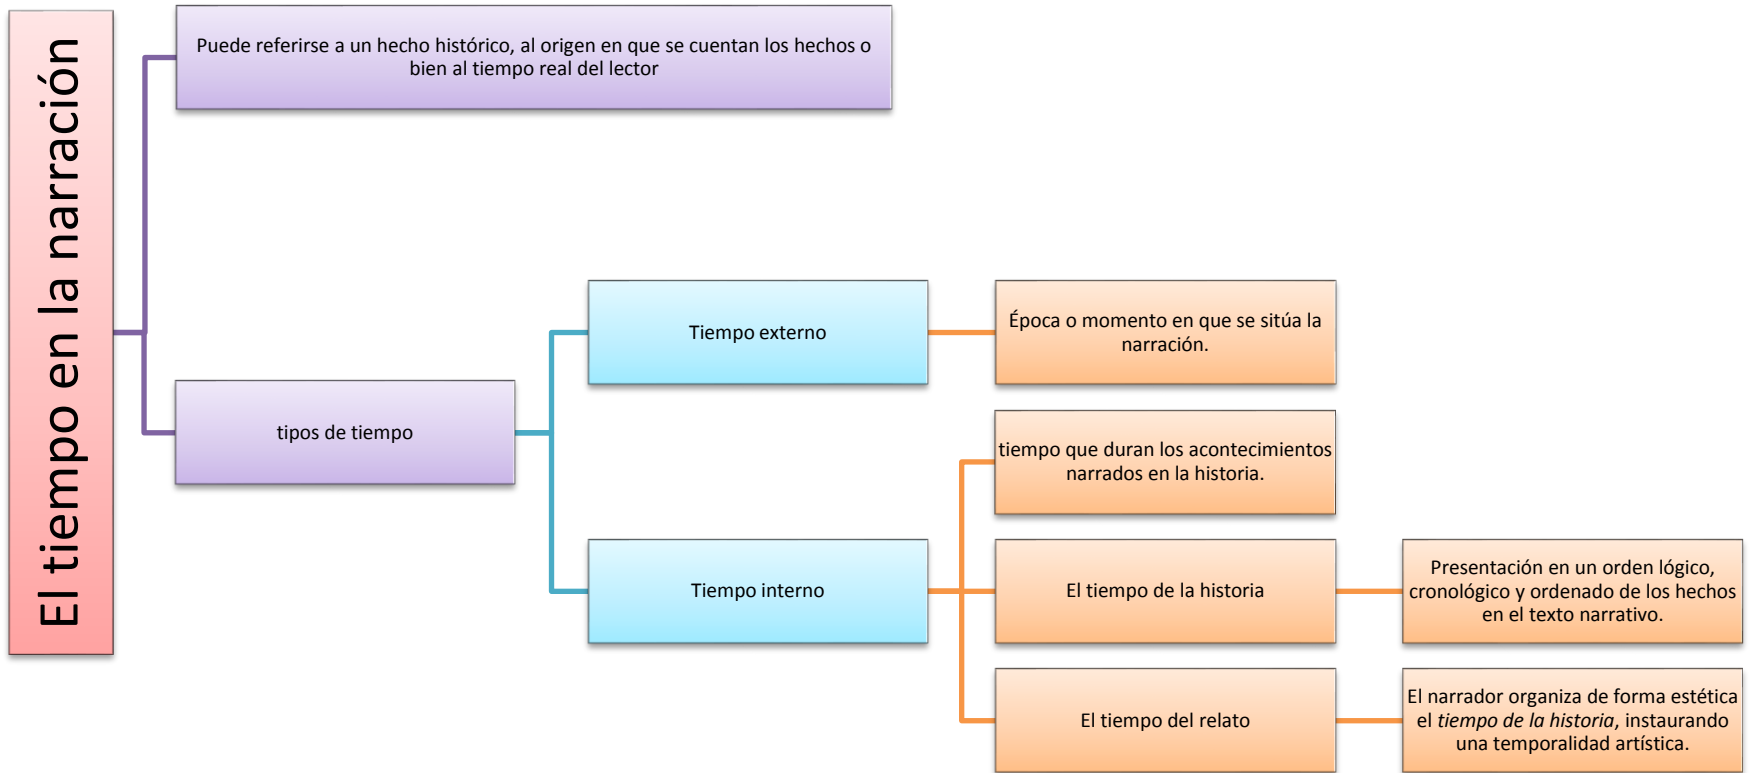 El tiempo en la narración
Puede referirse a un hecho histórico, al origen en que se cuentan los hechos o
bien al tiempo real del lector
tipos de tiempo
Tiempo externo
Época o momento en que se sitúa la
narración.
Tiempo interno
tiempo que duran los acontecimientos
narrados en la historia.
El tiempo de la historia
Presentación en un orden lógico,
cronológico y ordenado de los hechos
en el texto narrativo.
El tiempo del relato
El narrador organiza de forma estética
el tiempo de la historia, instaurando
una temporalidad artística.